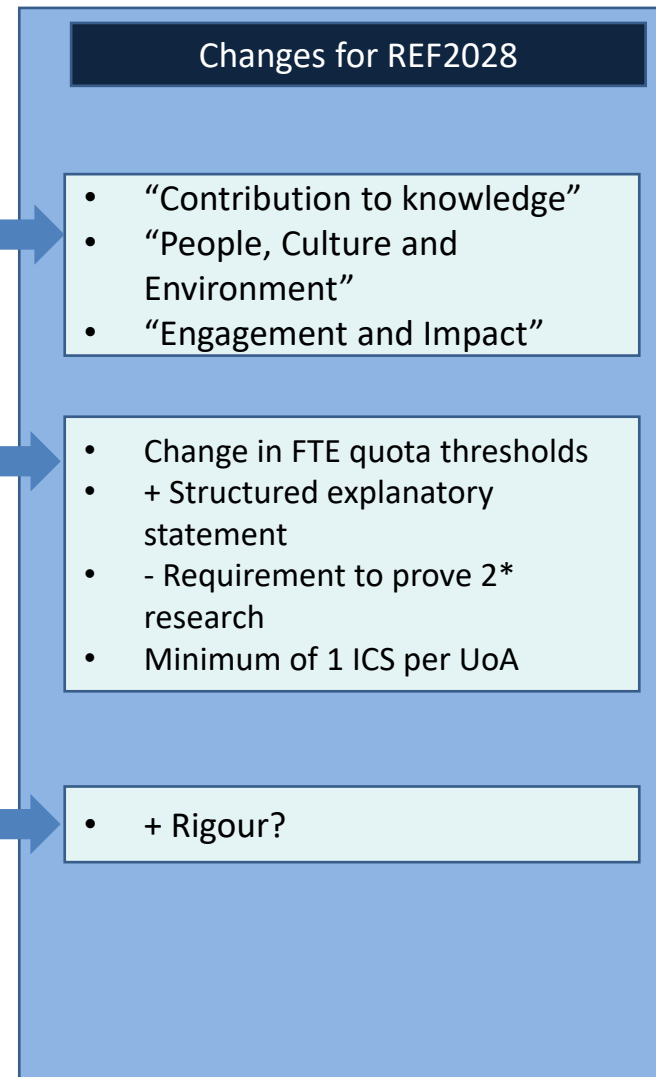 Changes for REF2028
• “Contribution to knowledge”
• “People, Culture and
Environment”
• “Engagement and Impact”
• Change in FTE quota thresholds
• + Structured explanatory
statement
• - Requirement to prove 2*
research
• Minimum of 1 ICS per UoA
• + Rigour?